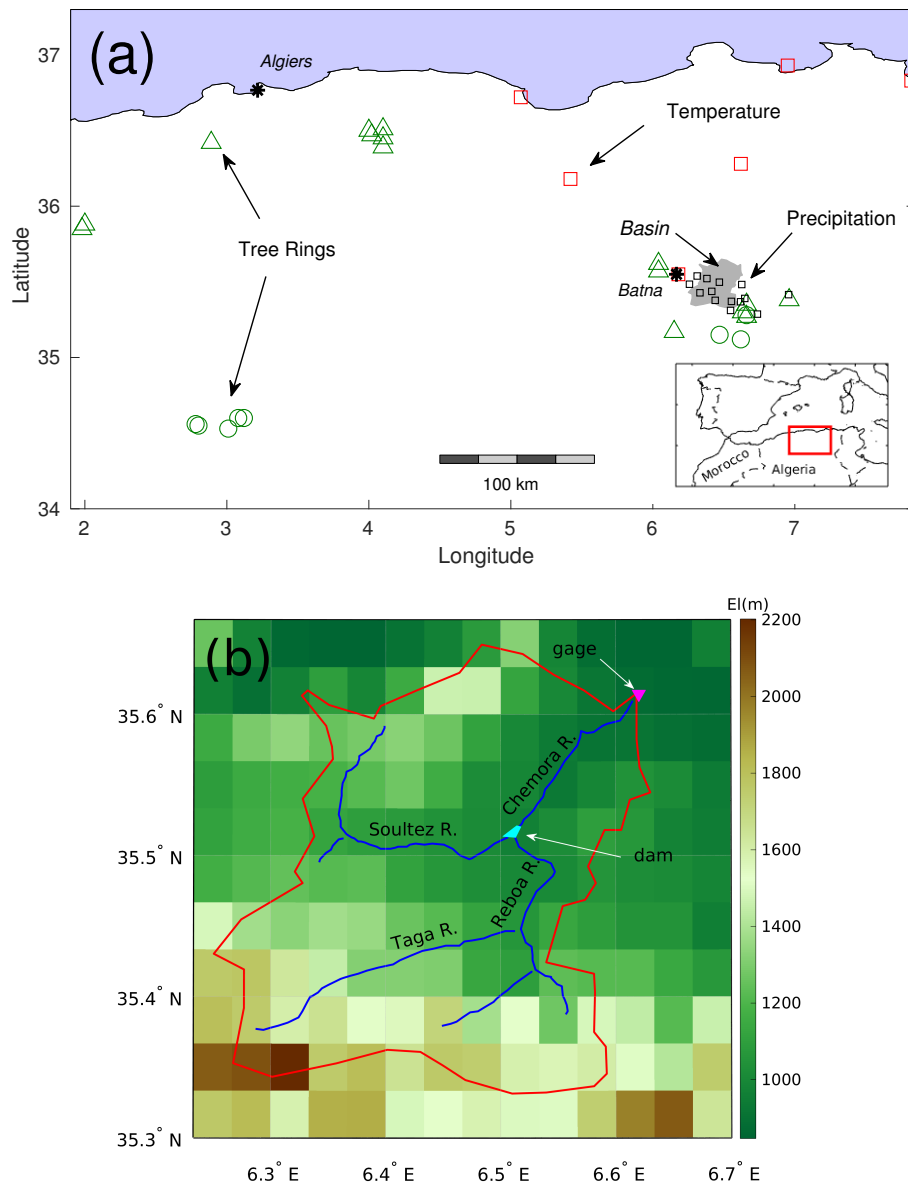 (a)
37
Algiers
Temperature
36
Latitude
Tree Rings
Basin
Precipitation
Batna
35
Morocco
Algeria
100 km
34
2 3 4 5 6 7
Longitude
El(m)
(b)
gage
2200
2000
1800
1600
1400
1200
1000
35.6° N
35.5° N
35.4° N
35.3° N
Chemora R.
Soultez R.
dam
Reboa R.
Taga R.
6.3° E 6.4° E 6.5° E 6.6° E 6.7° E